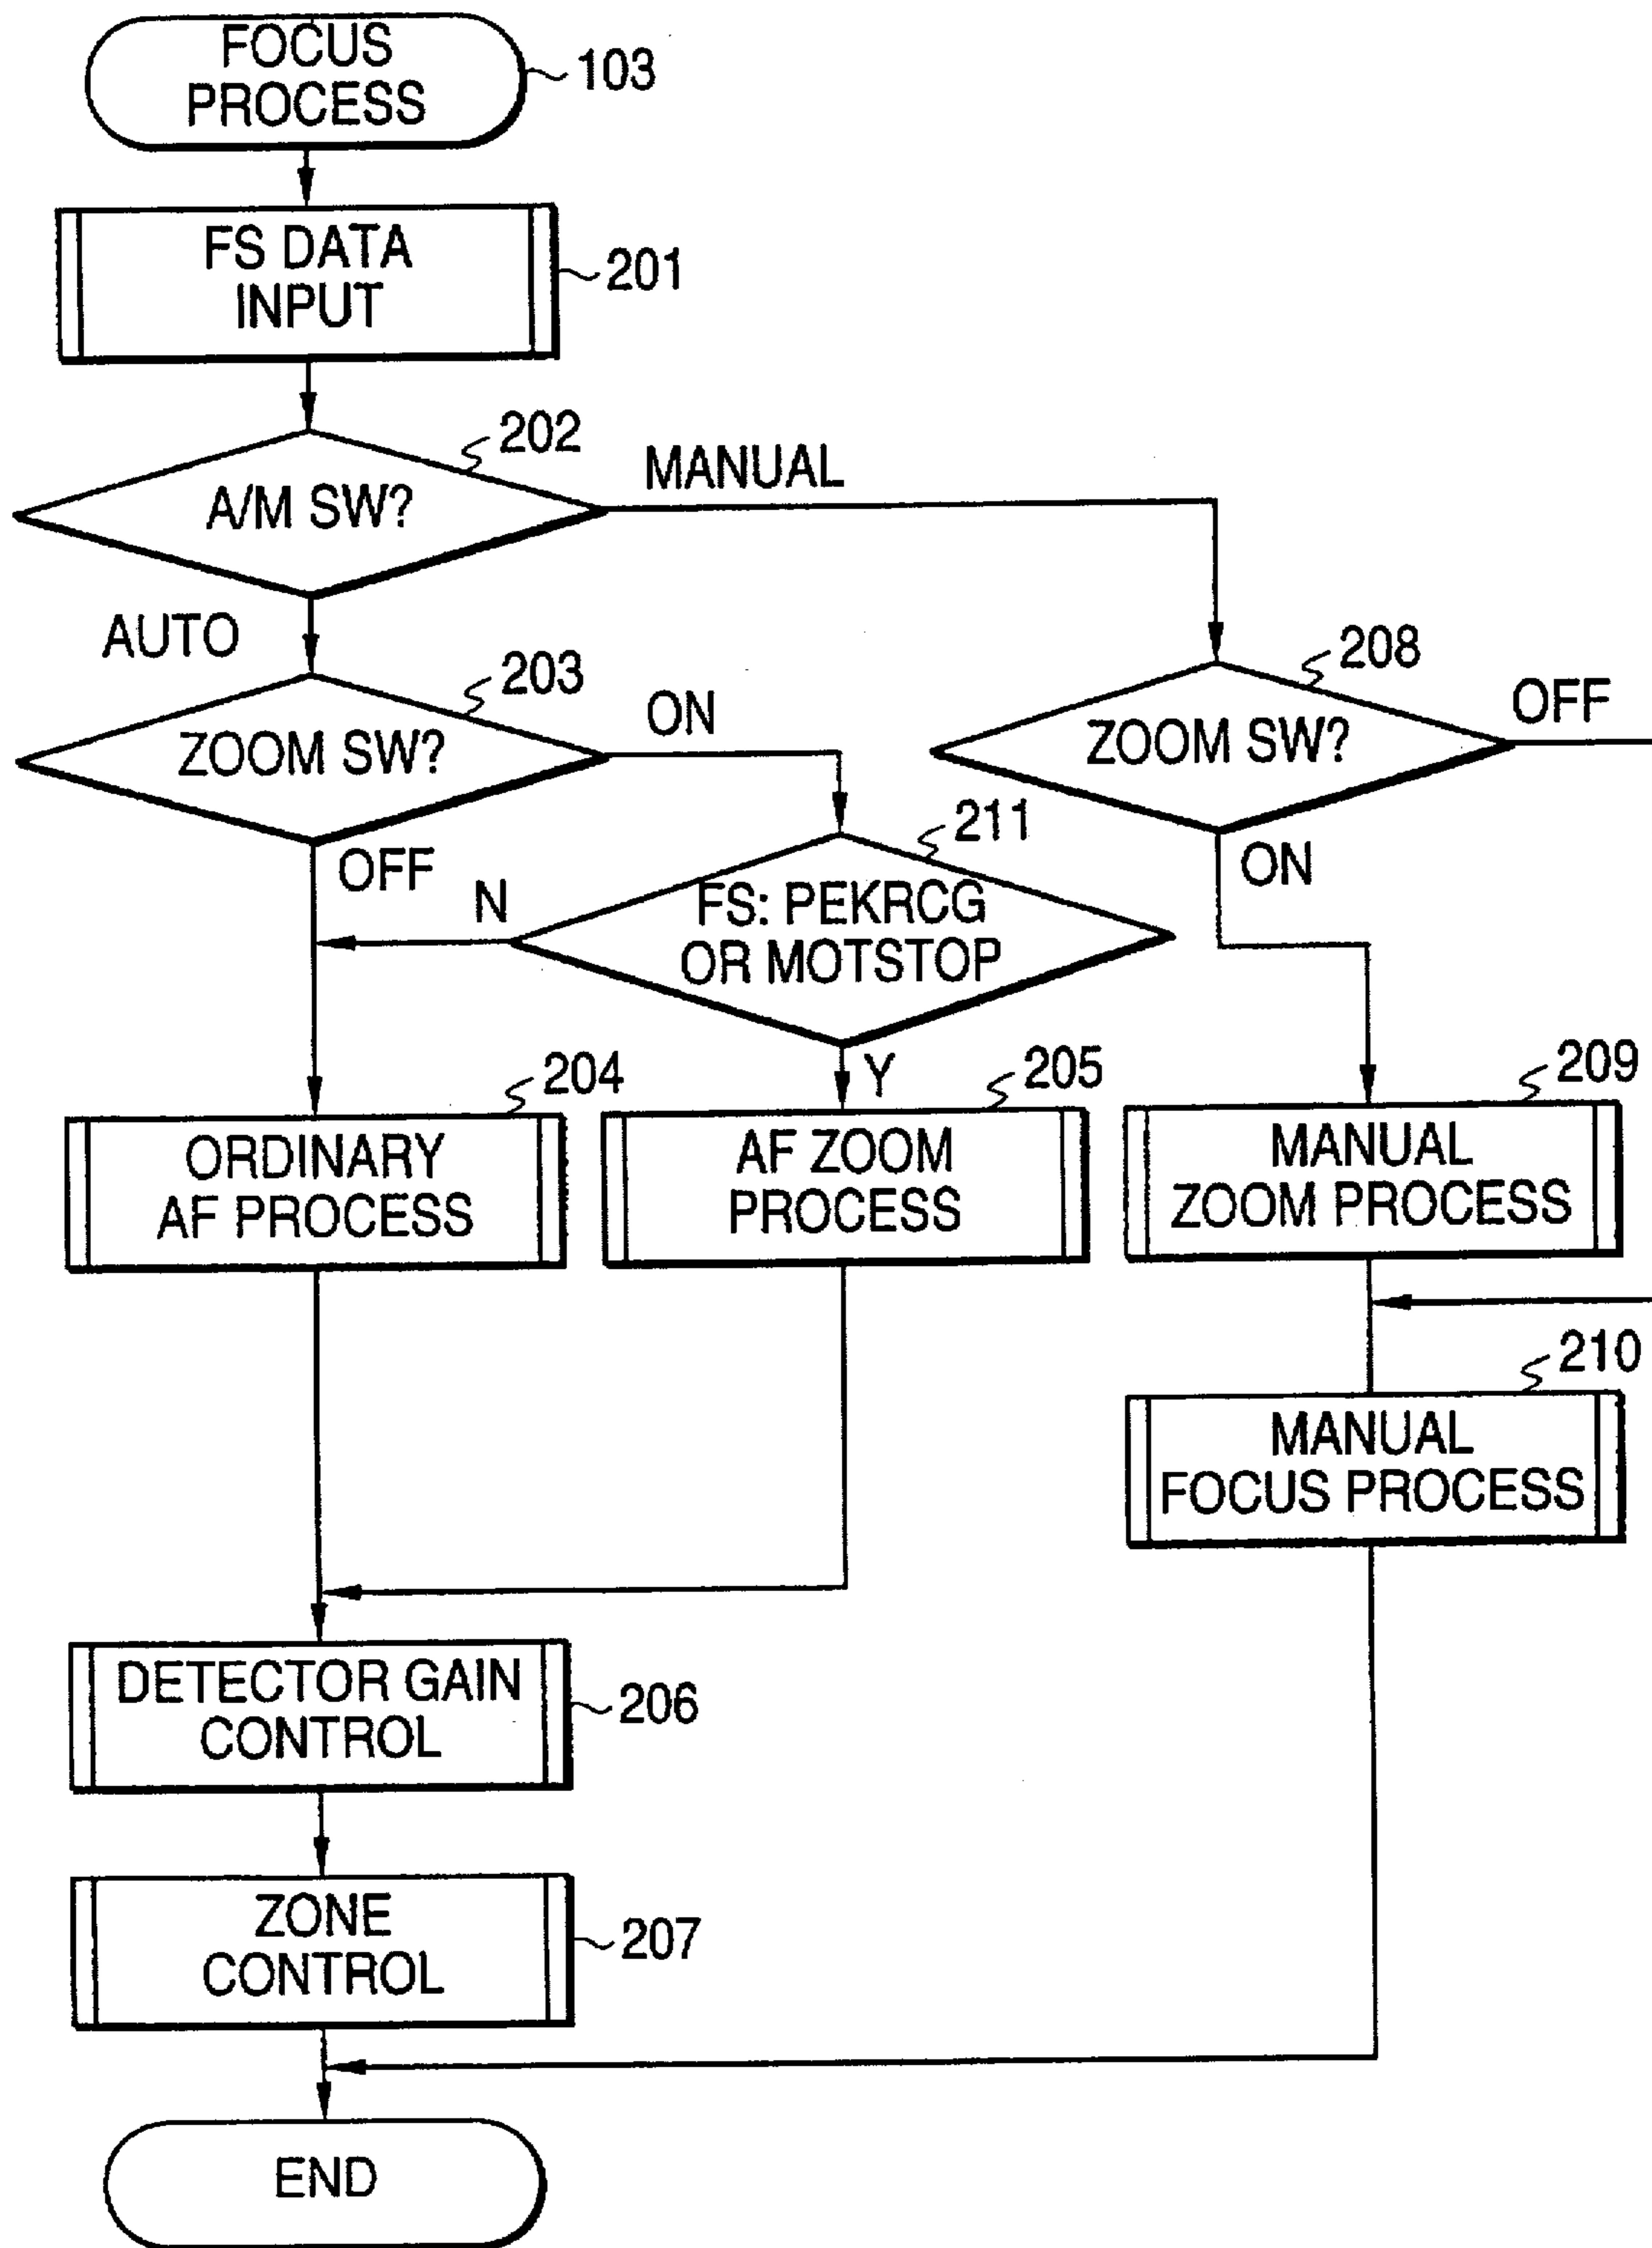 FOCUS
PROCESS
103
FS DATA
INPUT
201
202
A/M SW?
MANUAL
AUTO
203
ZOOM SW?
ON
208
ZOOM SW?
OFF
OFF
211
FS: PEKRCG
OR MOTSTOP
N
Y
ON
204
ORDINARY
AF PROCESS
205
AF ZOOM
PROCESS
209
MANUAL
ZOOM PROCESS
210
MANUAL
FOCUS PROCESS
DETECTOR GAIN
CONTROL
206
ZONE
CONTROL
207
END